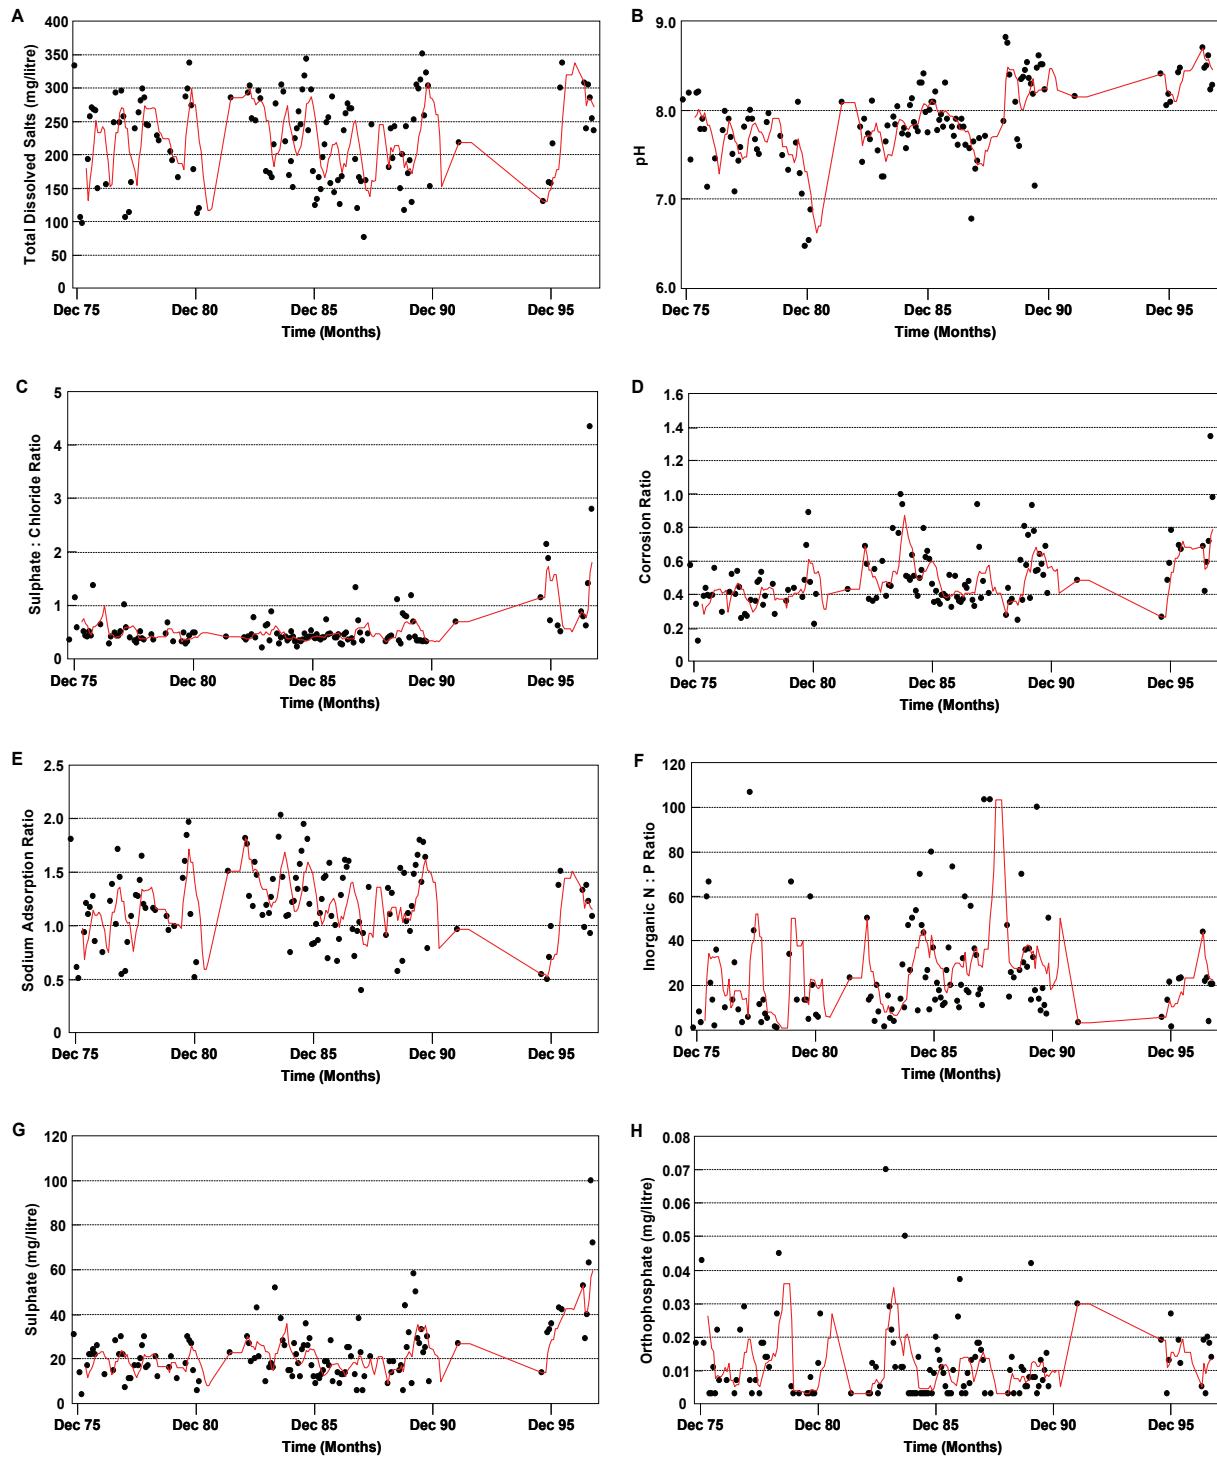 A
400
350
300
250
200
150
100
50
0
Total Dissolved Salts (mg/litre)
Dec 75
Dec 80
Dec 85
Dec 90
Dec 95
Time (Months)
B
9.0
8.0
7.0
6.0
pH
Dec 75
Dec 80
Dec 85
Dec 90
Dec 95
Time (Months)
C
5
4
3
2
1
0
Sulphate : Chloride Ratio
Dec 75
Dec 80
Dec 85
Dec 90
Dec 95
Time (Months)
D
1.6
1.4
1.2
1.0
0.8
0.6
0.4
0.2
0
Corrosion Ratio
Dec 75
Dec 80
Dec 85
Dec 90
Dec 95
Time (Months)
E
2.5
2.0
1.5
1.0
0.5
0
Sodium Adsorption Ratio
Dec 75
Dec 80
Dec 85
Dec 90
Dec 95
Time (Months)
F
120
100
80
60
40
20
0
Inorganic N : P Ratio
Dec 75
Dec 80
Dec 85
Dec 90
Dec 95
Time (Months)
G
120
100
80
60
40
20
0
Sulphate (mg/litre)
Dec 75
Dec 80
Dec 85
Dec 90
Dec 95
Time (Months)
H
0.08
0.07
0.06
0.05
0.04
0.03
0.02
0.01
0
Orthophosphate (mg/litre)
Dec 75
Dec 80
Dec 85
Dec 90
Dec 95
Time (Months)